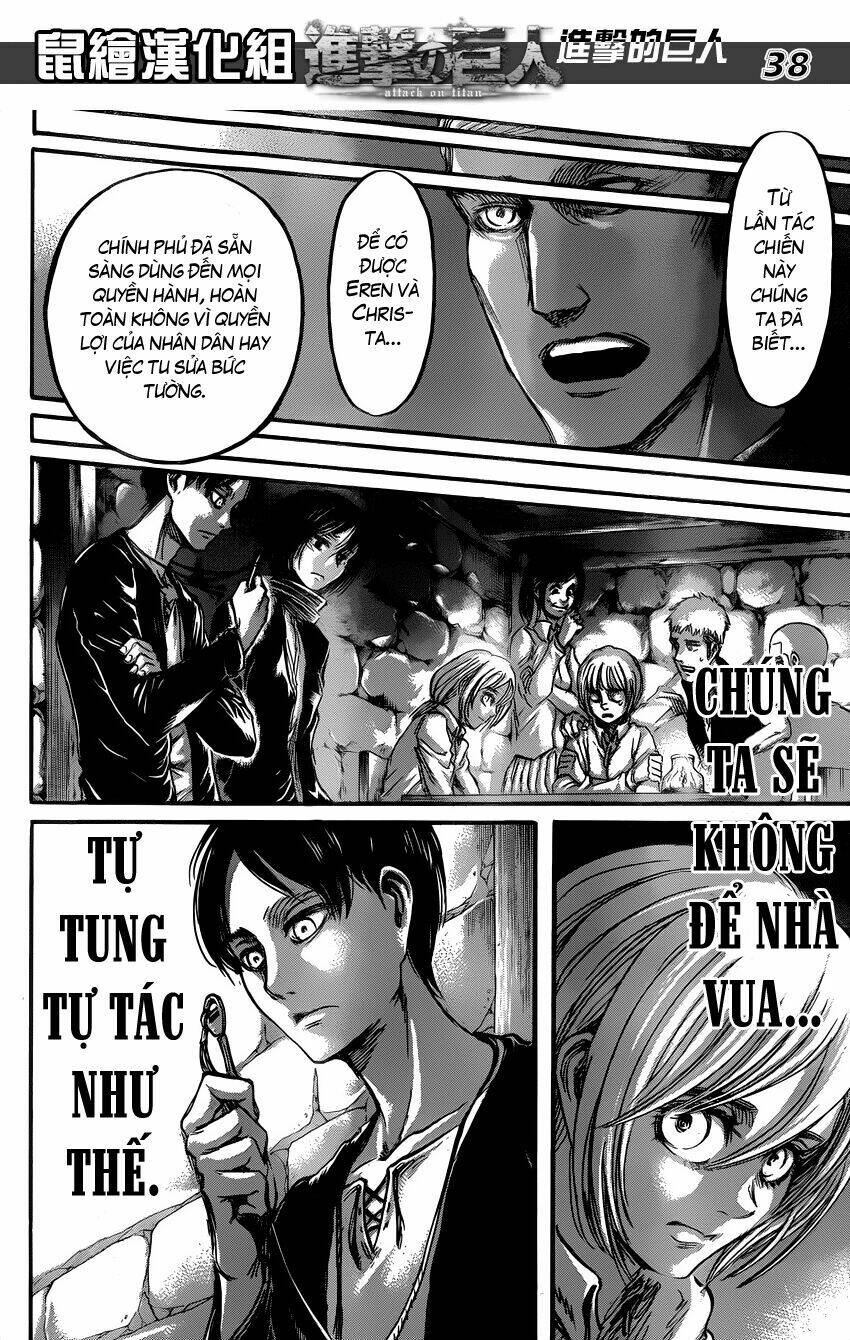 鼠繪漢化組
進撃の巨人
attack on titan
進擊的巨人
38
TỪ
LẦN TÁC
CHIẾN
NÀY
CHÚNG
TA ĐÃ
BIẾT...
ĐỂ CÓ
ĐƯỢC
EREN VÀ
CHRIS-
TA...
CHÍNH PHỦ ĐÃ SẴN
SÀNG DÙNG ĐẾN MỌI
QUYỀN HÀNH, HOÀN
TOÀN KHÔNG VÌ QUYỀN
LỢI CỦA NHÂN DÂN HAY
VIỆC TU SỬA BỨC
TƯỜNG.
CHÚNG
TA SẼ
KHÔNG
ĐỂ NHÀ
VUA...
TỰ
TUNG
TỰ TÁC
NHƯ
THẾ.